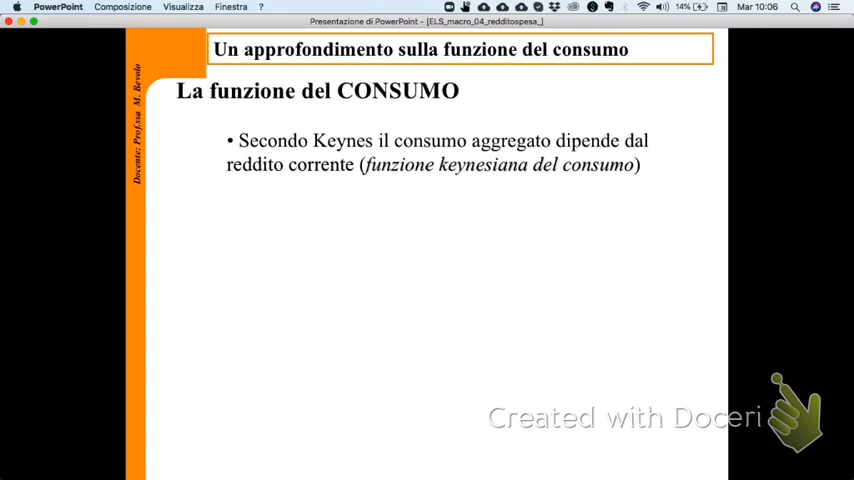 PowerPoint Composizione Visualizza Finestra ? 14% Mar 10:06
Presentazione di PowerPoint - [ELS_macro_04_redditospesa_]
Un approfondimento sulla funzione del consumo
La funzione del CONSUMO
Docente: Prof.ssa M. Bevolo
• Secondo Keynes il consumo aggregato dipende dal
reddito corrente (funzione keynesiana del consumo)
Created with Doceri